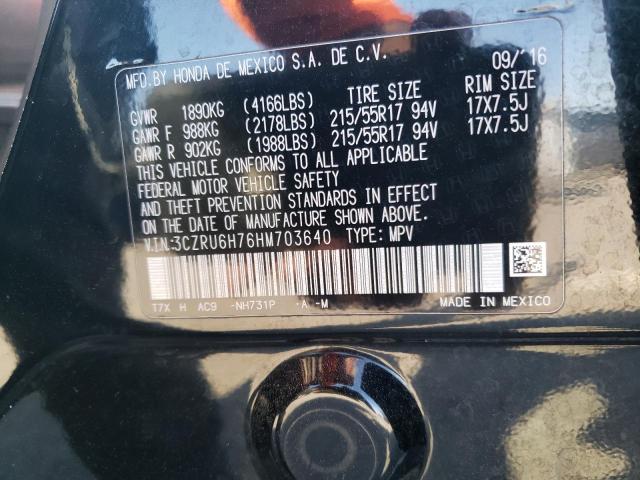 MFD.BY HONDA DE MEXICO S.A. DE C.V. 09/'16
GVWR 1890KG (4166LBS) TIRE SIZE RIM SIZE
GAWR F 988KG (2178LBS) 215/55R17 94V 17X7.5J
GAWR R 902KG (1988LBS) 215/55R17 94V 17X7.5J
THIS VEHICLE CONFORMS TO ALL APPLICABLE
FEDERAL MOTOR VEHICLE SAFETY
AND THEFT PREVENTION STANDARDS IN EFFECT
ON THE DATE OF MANUFACTURE SHOWN ABOVE.
V.I.N:3CZRU6H76HM703640 TYPE: MPV
T7X H AC9 -NH731P -A -M MADE IN MEXICO